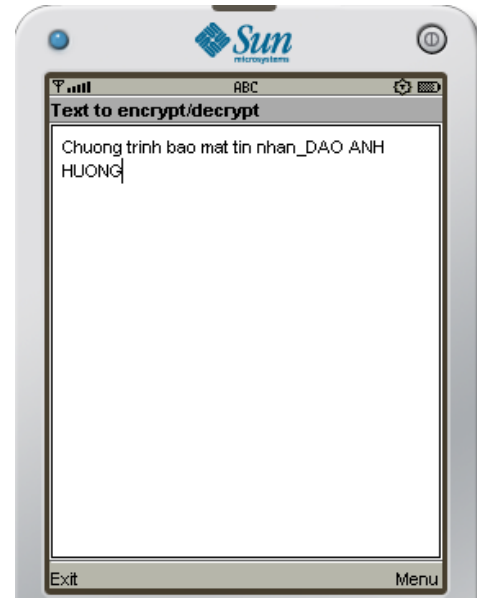 Sun
microsystems
ABC
Text to encrypt/decrypt
Chuong trinh bao mat tin nhan_DAO ANH
HUONG
Exit Menu